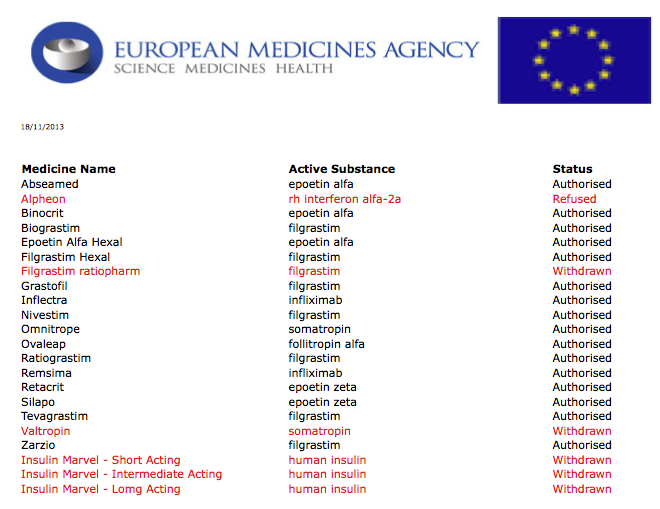 EUROPEAN MEDICINES AGENCY
SCIENCE MEDICINES HEALTH
18/11/2013
Medicine Name Active Substance Status
Abseamed epoetin alfa Authorised
Alpheon rh interferon alfa-2a Refused
Binocrit epoetin alfa Authorised
Biograstim filgrastim Authorised
Epoetin Alfa Hexal epoetin alfa Authorised
Filgrastim Hexal filgrastim Authorised
Filgrastim ratiopharm filgrastim Withdrawn
Grastofil filgrastim Authorised
Inflectra infliximab Authorised
Nivestim filgrastim Authorised
Omnitrope somatropin Authorised
Ovaleap follitropin alfa Authorised
Ratiograstim filgrastim Authorised
Remsima infliximab Authorised
Retacrit epoetin zeta Authorised
Silapo epoetin zeta Authorised
Tevagrastim filgrastim Authorised
Valtropin somatropin Withdrawn
Zarzio filgrastim Authorised
Insulin Marvel - Short Acting human insulin Withdrawn
Insulin Marvel - Intermediate Acting human insulin Withdrawn
Insulin Marvel - Lomg Acting human insulin Withdrawn